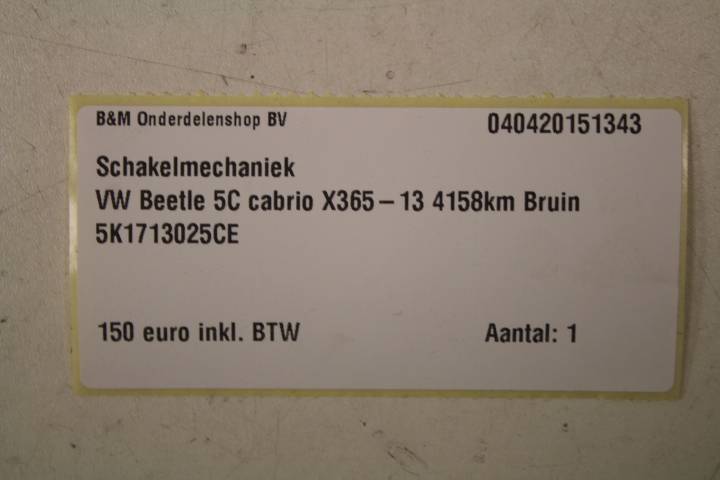 B&M Onderdelenshop BV 040420151343
Schakelmechaniek
VW Beetle 5C cabrio X365-13 4158km Bruin
5K1713025CE
150 euro inkl. BTW Aantal: 1